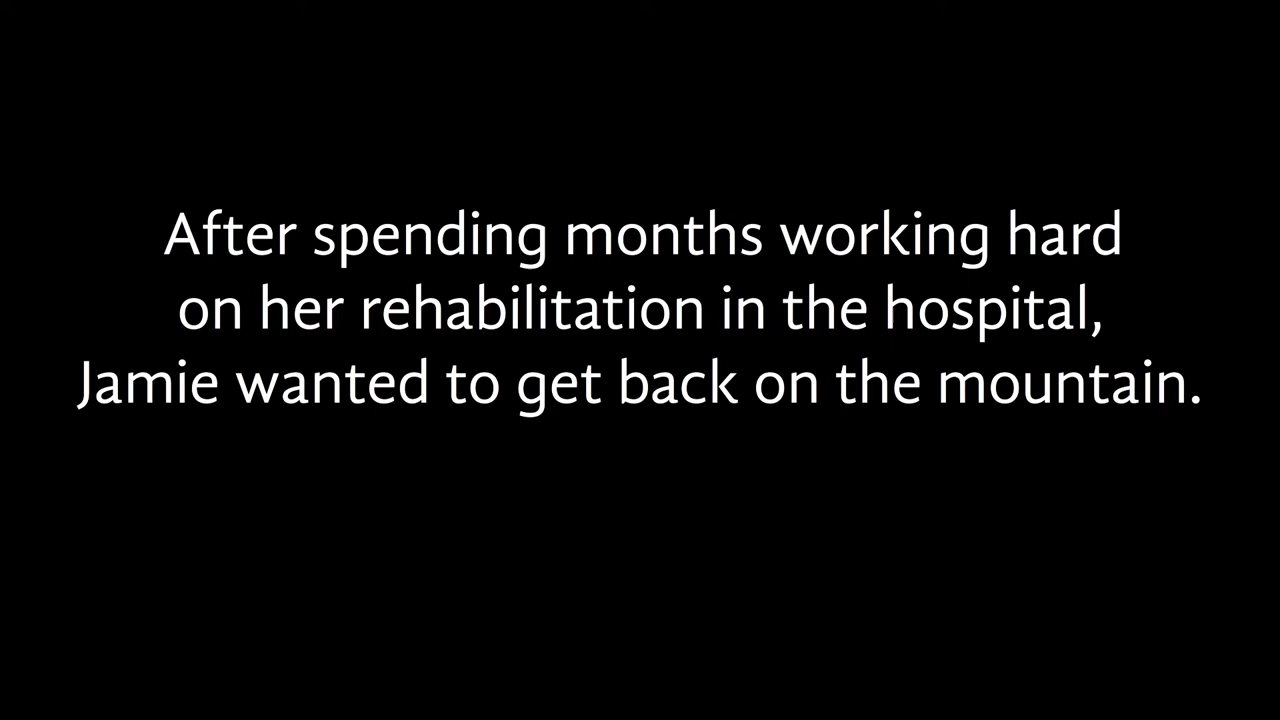 After spending months working hard
on her rehabilitation in the hospital,
Jamie wanted to get back on the mountain.